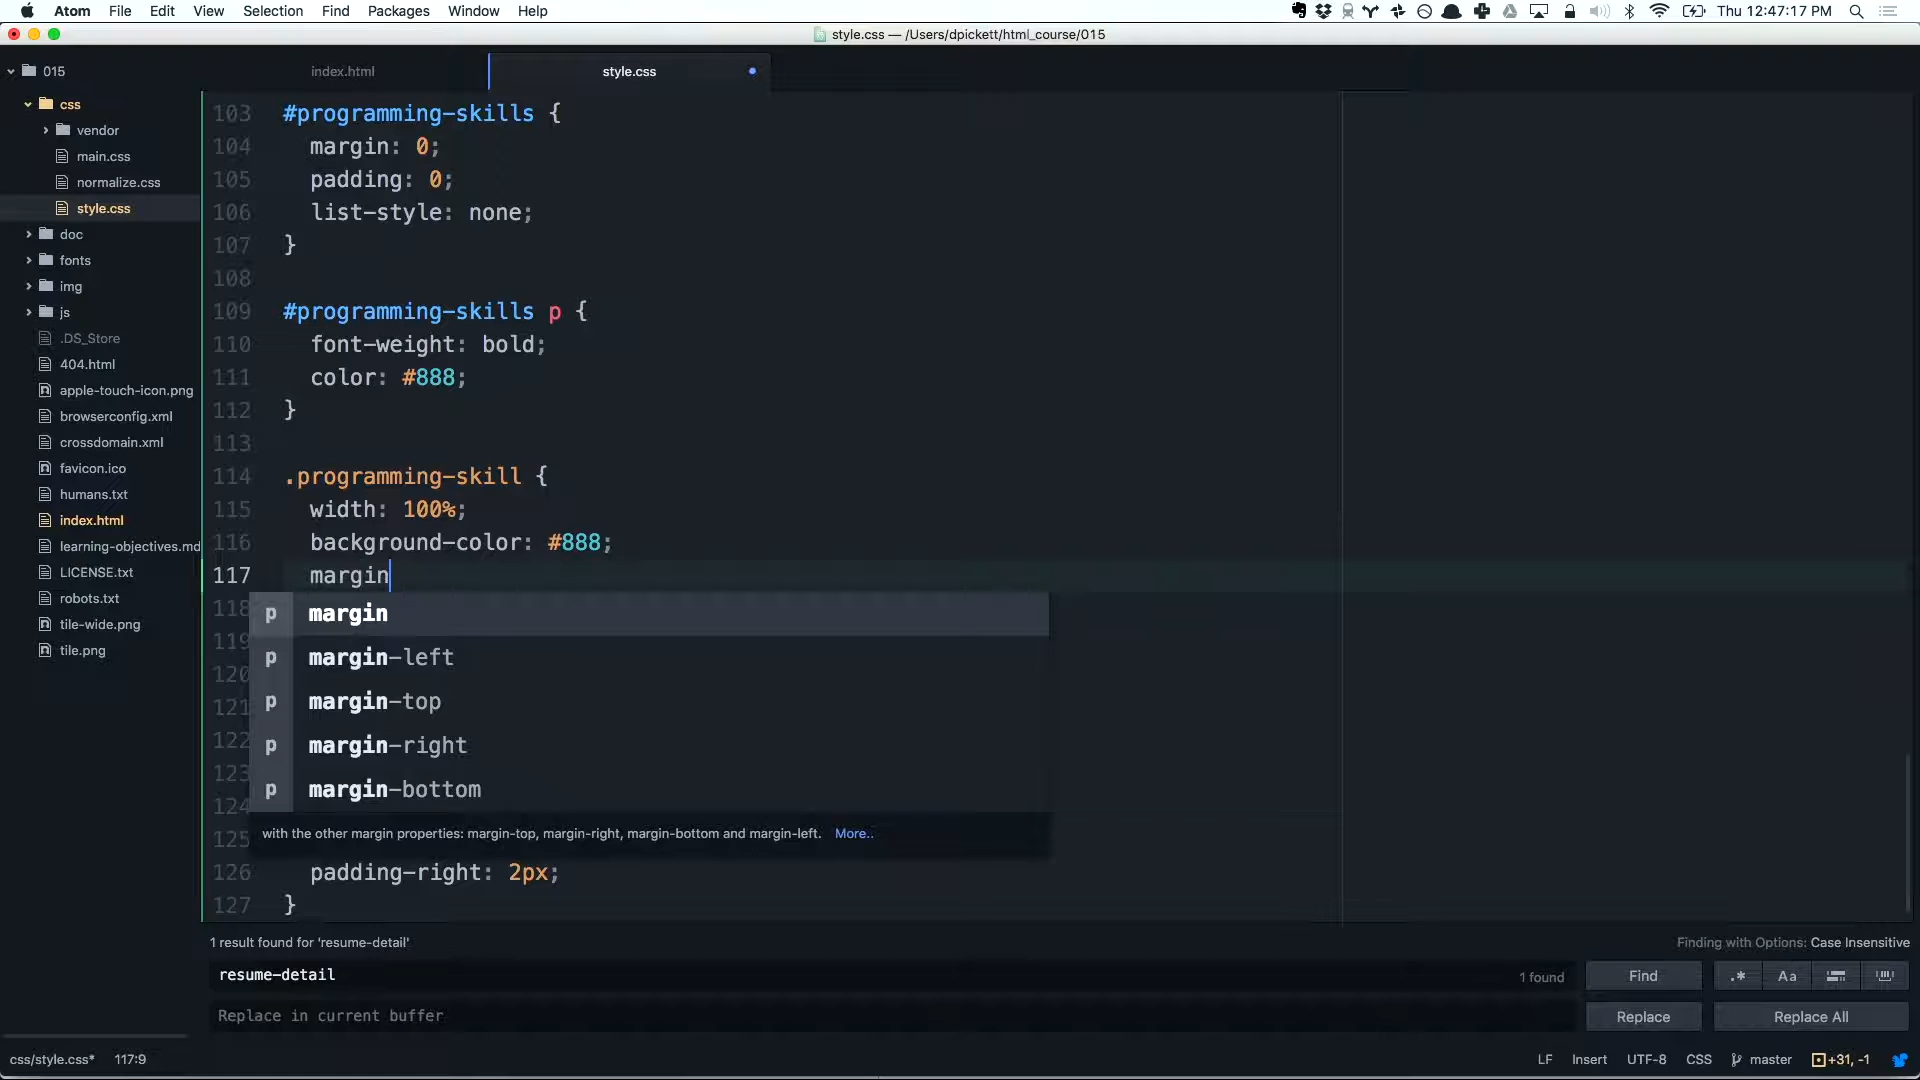 Atom File Edit View Selection Find Packages Window Help Thu 12:47:17 PM
style.css — /Users/dpickett/html_course/015
015
index.html
style.css
css
vendor
main.css
normalize.css
style.css
doc
fonts
img
js
.DS_Store
404.html
apple-touch-icon.png
browserconfig.xml
crossdomain.xml
favicon.ico
humans.txt
index.html
learning-objectives.md
LICENSE.txt
robots.txt
tile-wide.png
tile.png
103 #programming-skills {
104 margin: 0;
105 padding: 0;
106 list-style: none;
107 }
108
109 #programming-skills p {
110 font-weight: bold;
111 color: #888;
112 }
113
114 .programming-skill {
115 width: 100%;
116 background-color: #888;
117 margin
118 p margin
119 p margin-left
120
121 p margin-top
122 p margin-right
123 p margin-bottom
124
125 with the other margin properties: margin-top, margin-right, margin-bottom and margin-left. More..
126 padding-right: 2px;
127 }
1 result found for 'resume-detail'
Finding with Options: Case Insensitive
resume-detail 1 found Find .* Aa
Replace in current buffer Replace Replace All
css/style.css* 117:9 LF Insert UTF-8 CSS master +31, -1